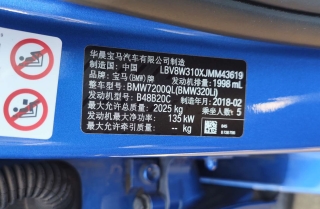 华晨宝马汽车有限公司制造
制造国：中国 LBV8W310XJMM43619
品牌：宝马(BMW)牌 发动机排量：1998 mL
整车型号：BMW7200QL(BMW320Li)
发动机型号：B48B20C 制造年月：2018-02
最大允许总质量：2025 kg 乘坐人数：5
发动机最大净功率：135 kW
最大允许牵引质量：-- kg